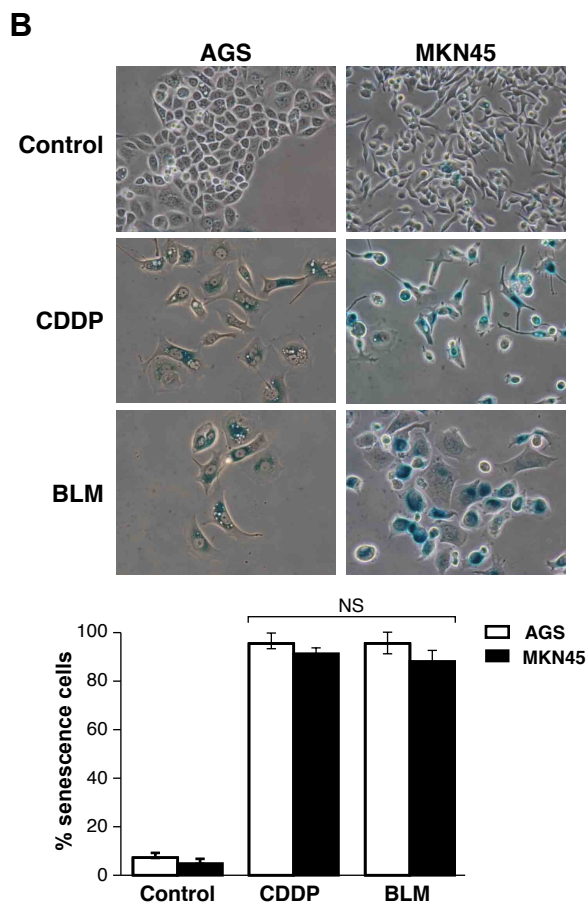 B
AGS MKN45
Control
CDDP
BLM
NS
AGS
MKN45
% senescence cells
100
80
60
40
20
0
Control CDDP BLM